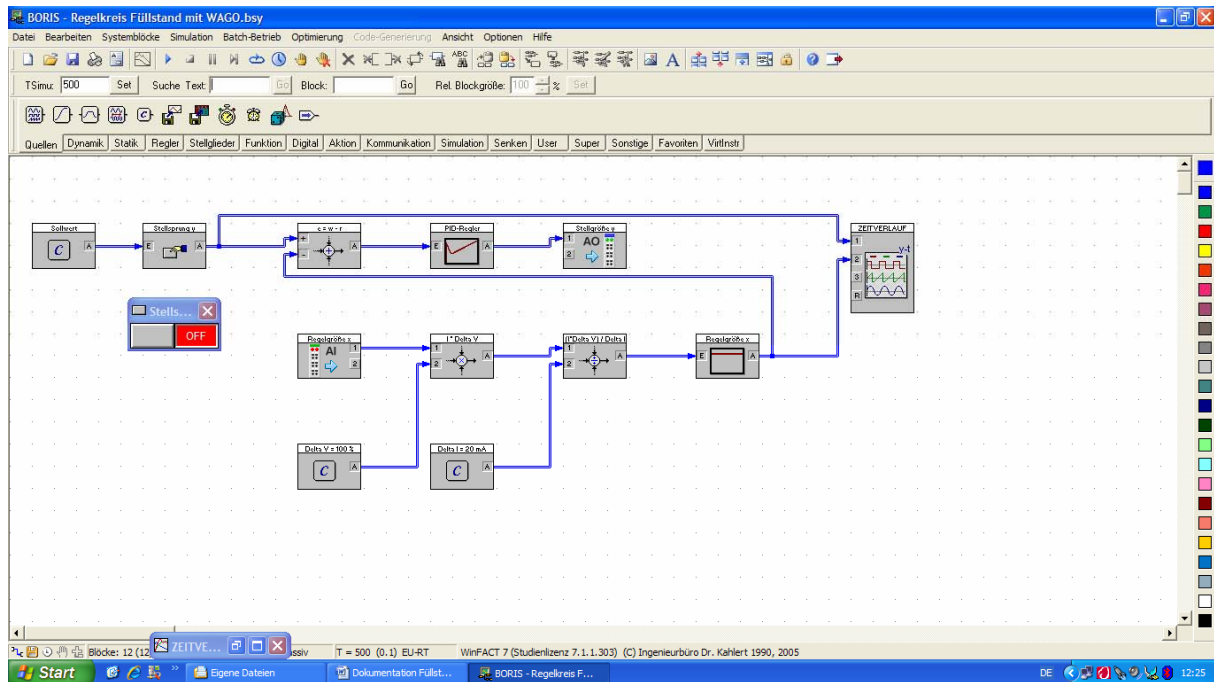 BORIS - Regelkreis Füllstand mit WAGO.bsy
Datei Bearbeiten Systemblöcke Simulation Batch-Betrieb Optimierung Code-Generierung Ansicht Optionen Hilfe
TSimu: 500 Set Suche Text: Go Block: Go Rel. Blockgröße: 100 % Set
Quellen Dynamik Statik Regler Stellglieder Funktion Digital Aktion Kommunikation Simulation Senken User Super Sonstige Favoriten VirtInstr
Sollwert
C A
Stellsprung y
E A
e = w - r
+
-
PID-Regler
E A
Stellgröße y
1 AO
2
ZEITVERLAUF
1 y-t
2
3
R
Stells...
OFF
Regelgröße x
AI 1
2
I * Delta V
1 A
2
(I*Delta V) / Delta I
1 A
2
Regelgröße x
E A
Delta V = 100 %
C A
Delta I = 20 mA
C A
Blöcke: 12 (12 ZEITVE... ssiv T = 500 (0.1) EU-RT WinFACT 7 (Studienlizenz 7.1.1.303) (C) Ingenieurbüro Dr. Kahlert 1990, 2005
Start Eigene Dateien Dokumentation Füllst... BORIS - Regelkreis F... DE 12:25